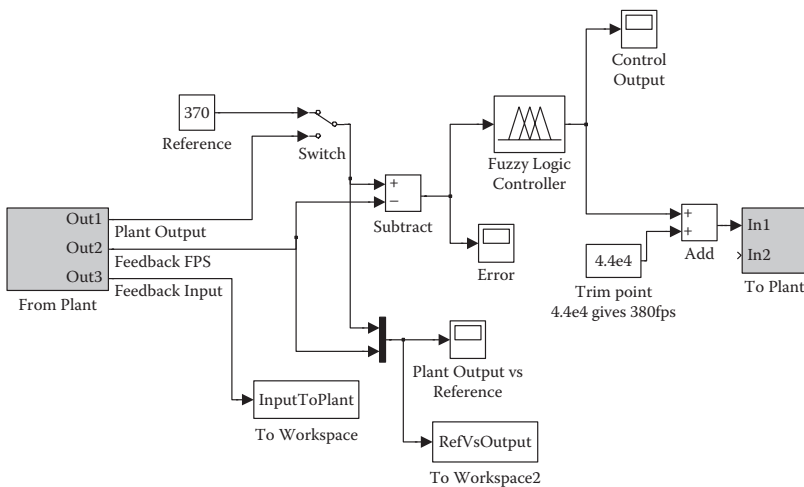 Control
Output
370
Reference
Switch
Fuzzy Logic
Controller
+
−
Subtract
Out1
Plant Output
Out2
Feedback FPS
Out3
Feedback Input
From Plant
Error
+
+
Add
In1
In2
To Plant
4.4e4
Trim point
4.4e4 gives 380fps
Plant Output vs
Reference
InputToPlant
To Workspace
RefVsOutput
To Workspace2